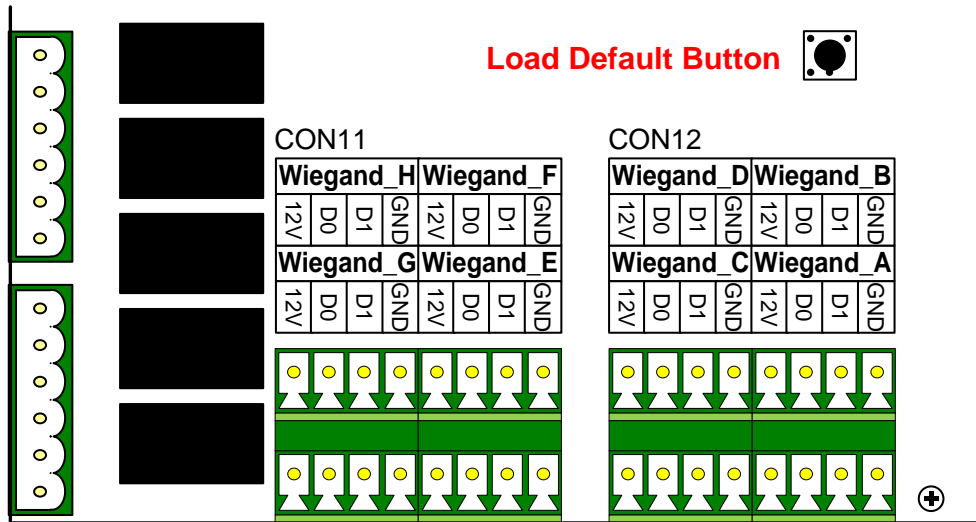 Load Default Button
CON11 CON12
Wiegand_H Wiegand_F Wiegand_D Wiegand_B
12V D0 D1 GND 12V D0 D1 GND 12V D0 D1 GND 12V D0 D1 GND
Wiegand_G Wiegand_E Wiegand_C Wiegand_A
12V D0 D1 GND 12V D0 D1 GND 12V D0 D1 GND 12V D0 D1 GND